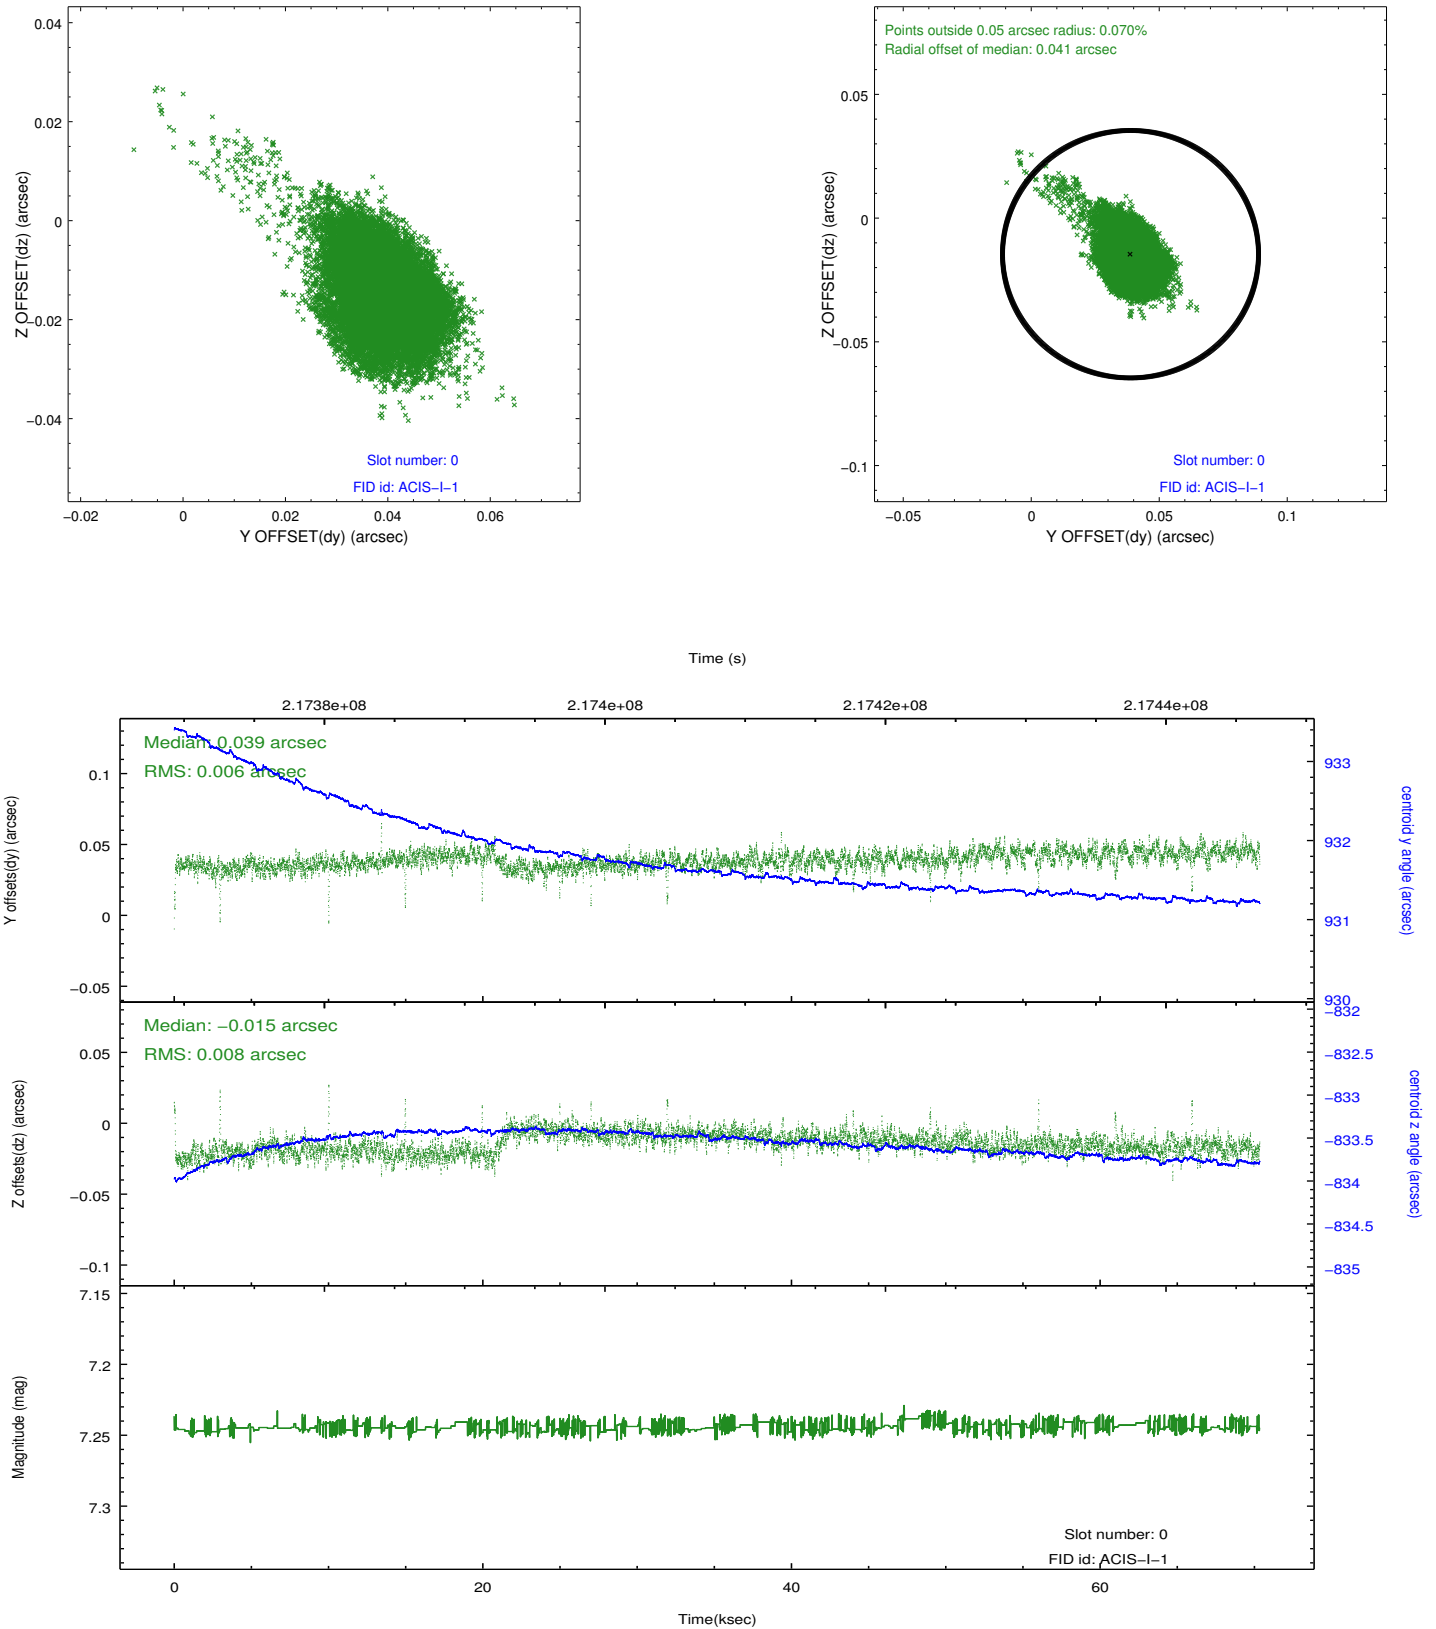 0.04
0.02
0
−0.02
−0.04
Z OFFSET(dz) (arcsec)
Slot number: 0
FID id: ACIS−I−1
−0.02 0 0.02 0.04 0.06
Y OFFSET(dy) (arcsec)
Points outside 0.05 arcsec radius: 0.070%
Radial offset of median: 0.041 arcsec
0.05
0
−0.05
−0.1
Z OFFSET(dz) (arcsec)
Slot number: 0
FID id: ACIS−I−1
−0.05 0 0.05 0.1
Y OFFSET(dy) (arcsec)
Time (s)
2.1738e+08 2.174e+08 2.1742e+08 2.1744e+08
Median: 0.039 arcsec
RMS: 0.006 arcsec
0.1
0.05
0
−0.05
Y offsets(dy) (arcsec)
933
932
931
930
centroid y angle (arcsec)
Median: −0.015 arcsec
RMS: 0.008 arcsec
0.05
0
−0.05
−0.1
Z offsets(dz) (arcsec)
−832
−832.5
−833
−833.5
−834
−834.5
−835
centroid z angle (arcsec)
7.15
7.2
7.25
7.3
Magnitude (mag)
Slot number: 0
FID id: ACIS−I−1
0 20 40 60
Time(ksec)